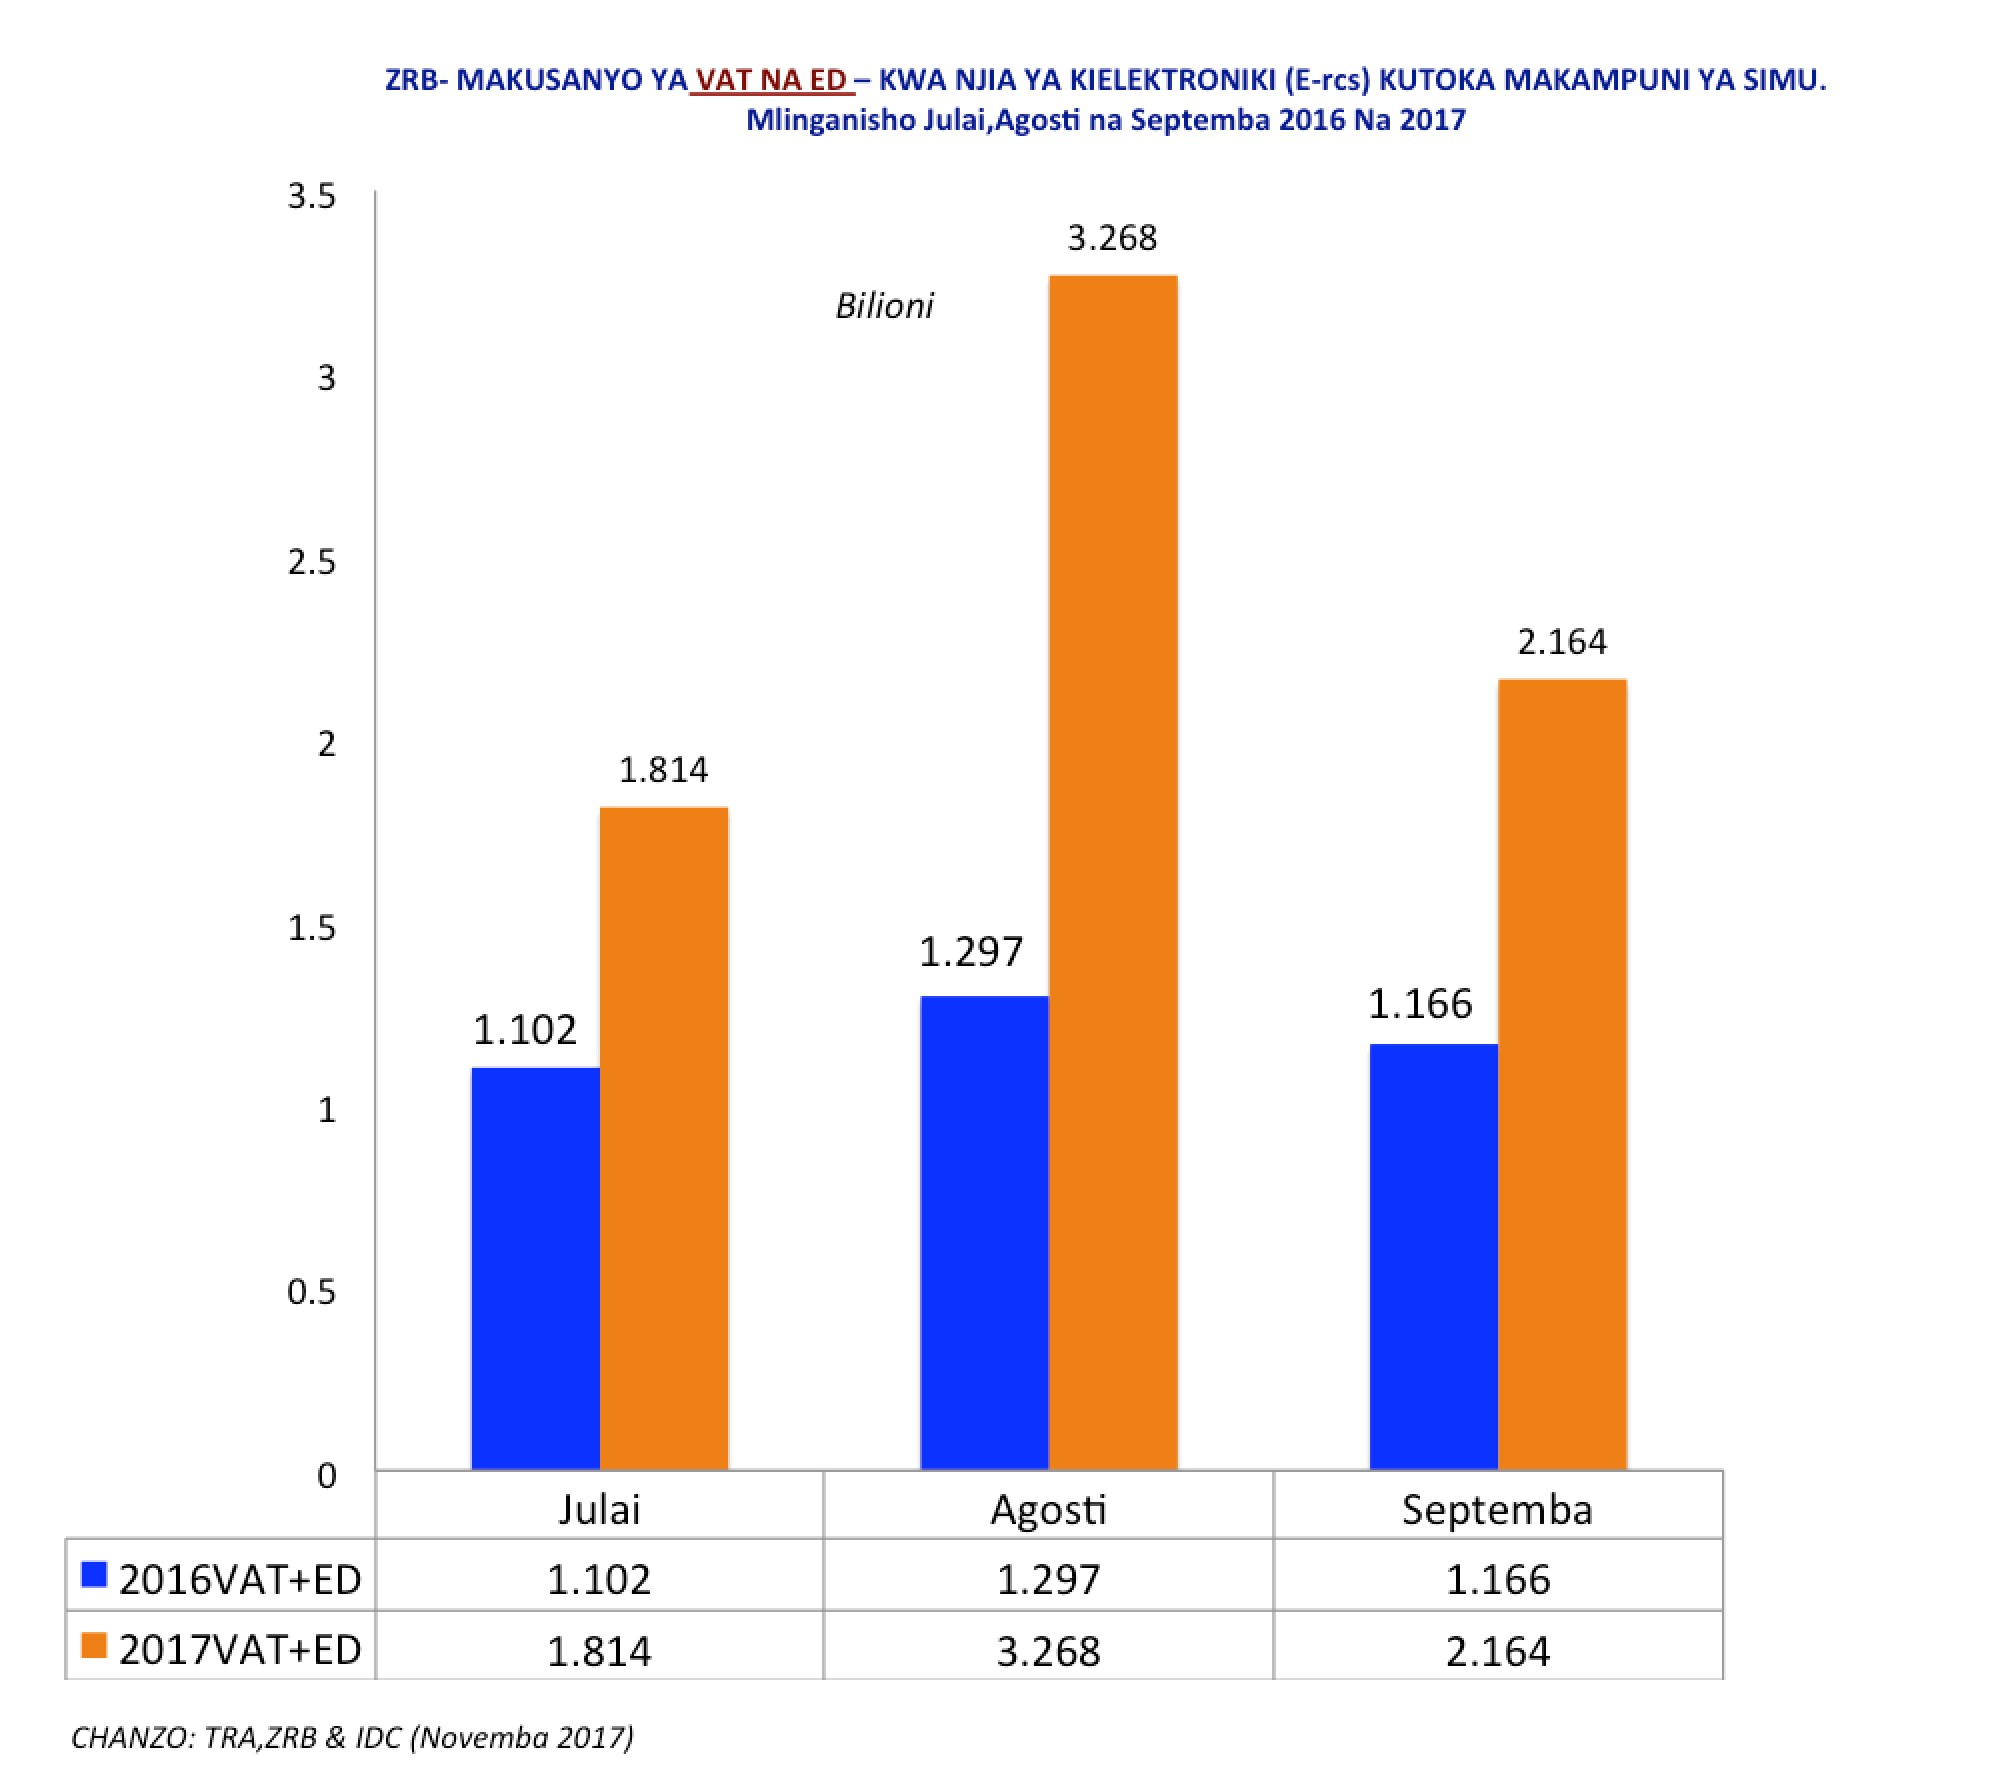 ZRB- MAKUSANYO YA VAT NA ED – KWA NJIA YA KIELEKTRONIKI (E-rcs) KUTOKA MAKAMPUNI YA SIMU.
Mlinganisho Julai,Agosti na Septemba 2016 Na 2017
3.5
3.268
Bilioni
3
2.5
2.164
2
1.814
1.5
1.297
1.166
1.102
1
0.5
0
Julai Agosti Septemba
2016VAT+ED 1.102 1.297 1.166
2017VAT+ED 1.814 3.268 2.164
CHANZO: TRA,ZRB & IDC (Novemba 2017)